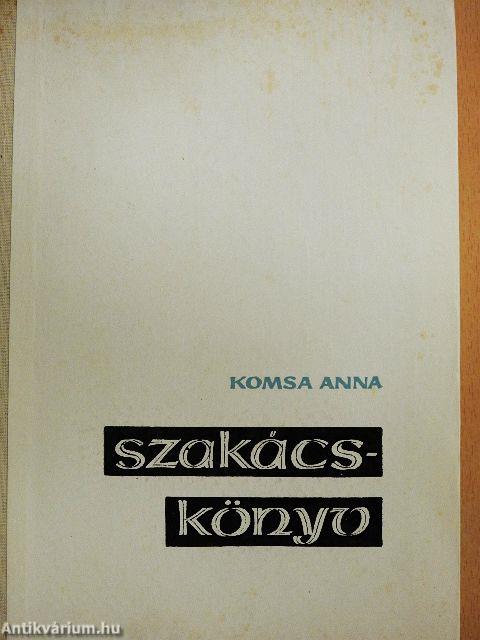 KOMSA ANNA
szakács-
könyv
Antikvárium.hu